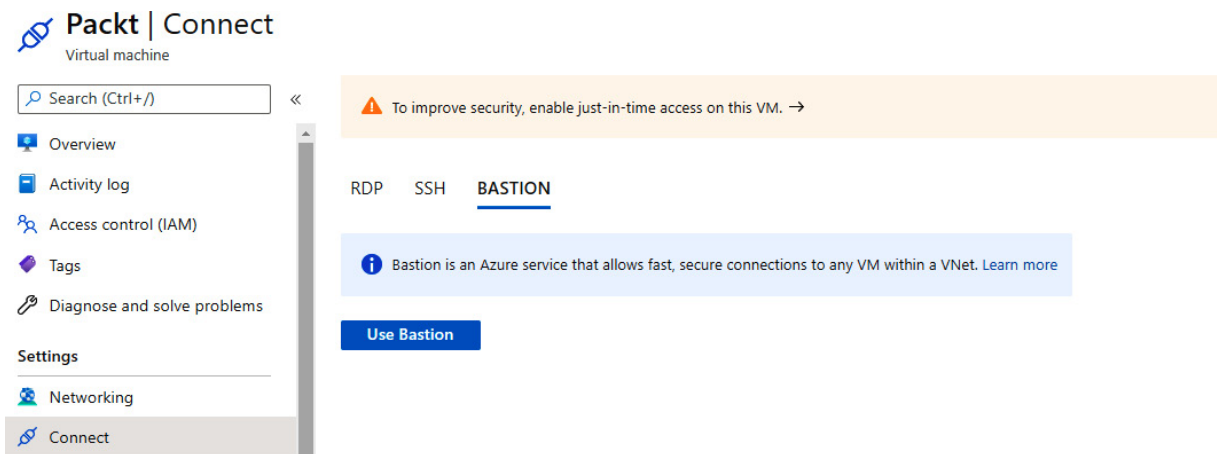 Packt | Connect
Virtual machine
Search (Ctrl+/)
«
Overview
Activity log
Access control (IAM)
Tags
Diagnose and solve problems
Settings
Networking
Connect
To improve security, enable just-in-time access on this VM. →
RDP SSH BASTION
Bastion is an Azure service that allows fast, secure connections to any VM within a VNet. Learn more
Use Bastion